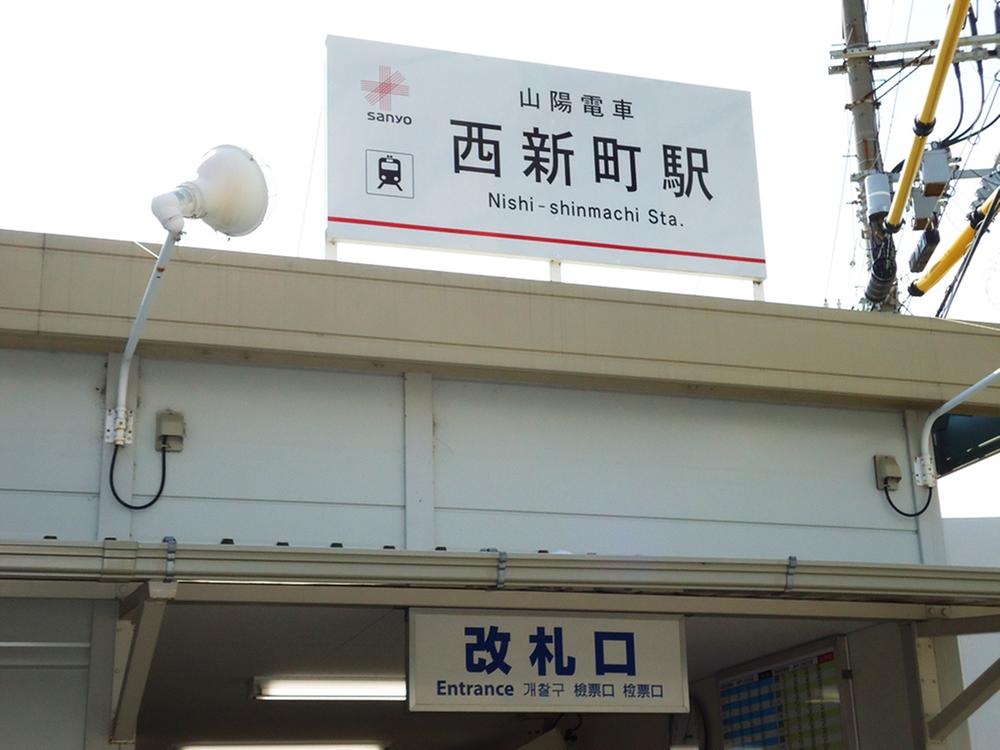 sanyo
山陽電車
西新町駅
Nishi-shinmachi Sta.
改札口
Entrance 개찰구 檢票口 检票口